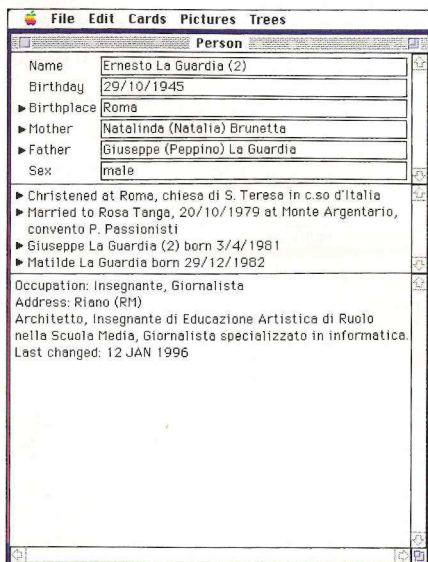 File Edit Cards Pictures Trees
Person
Name Ernesto La Guardia (2)
Birthday 29/10/1945
Birthplace Roma
Mother Natalinda (Natalia) Brunetta
Father Giuseppe (Peppino) La Guardia
Sex male
Christened at Roma, chiesa di S. Teresa in c.so d'Italia
Married to Rosa Tanga, 20/10/1979 at Monte Argentario,
convento P. Passionisti
Giuseppe La Guardia (2) born 3/4/1981
Matilde La Guardia born 29/12/1982
Occupation: Insegnante, Giornalista
Address: Riano (RM)
Architetto, Insegnante di Educazione Artistica di Ruolo
nella Scuola Media, Giornalista specializzato in informatica.
Last changed: 12 JAN 1996